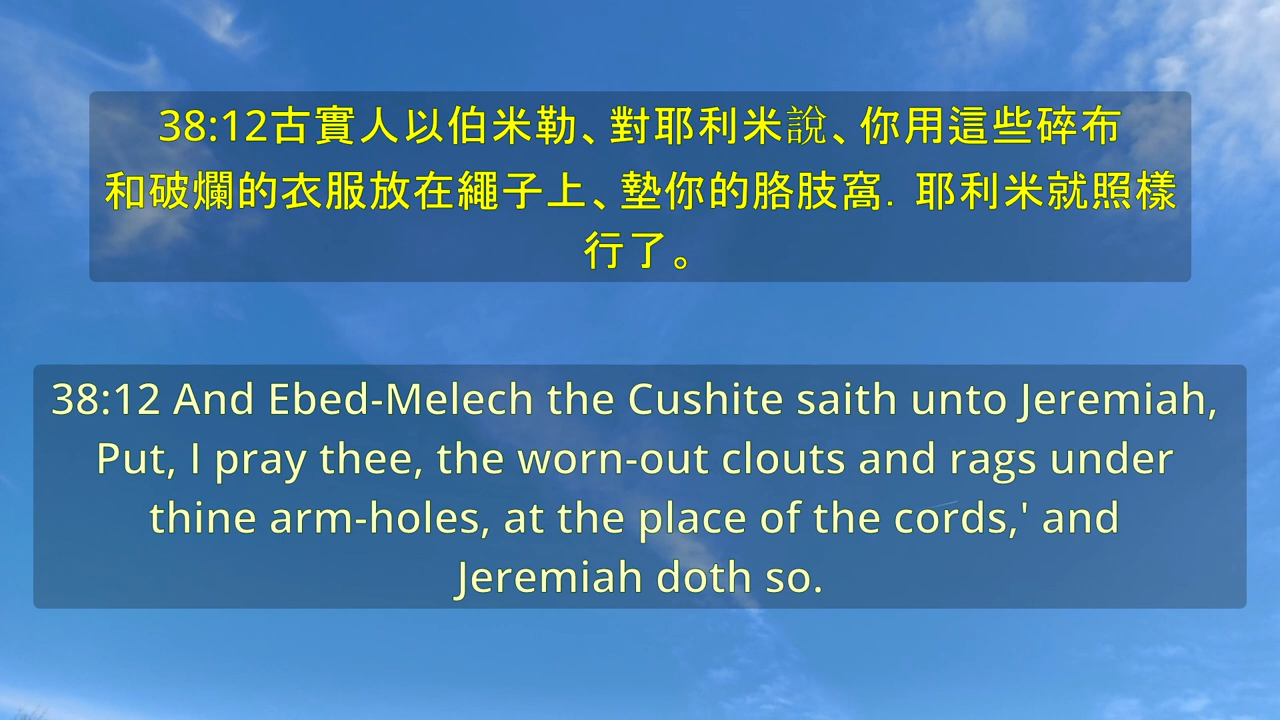 38:12古實人以伯米勒、對耶利米說、你用這些碎布
和破爛的衣服放在繩子上、墊你的胳肢窩．耶利米就照樣
行了。
38:12 And Ebed-Melech the Cushite saith unto Jeremiah,
Put, I pray thee, the worn-out clouts and rags under
thine arm-holes, at the place of the cords,' and
Jeremiah doth so.